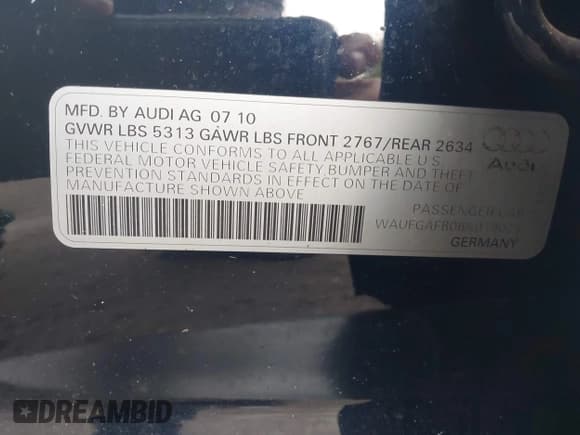 MFD. BY AUDI AG 07 10
GVWR LBS 5313 GAWR LBS FRONT 2767/REAR 2634
THIS VEHICLE CONFORMS TO ALL APPLICABLE U S
FEDERAL MOTOR VEHICLE SAFETY BUMPER AND THEFT
PREVENTION STANDARDS IN EFFECT ON THE DATE OF
MANUFACTURE SHOWN ABOVE
Audi
PASSENGER CAR
GERMANY
DREAMBID